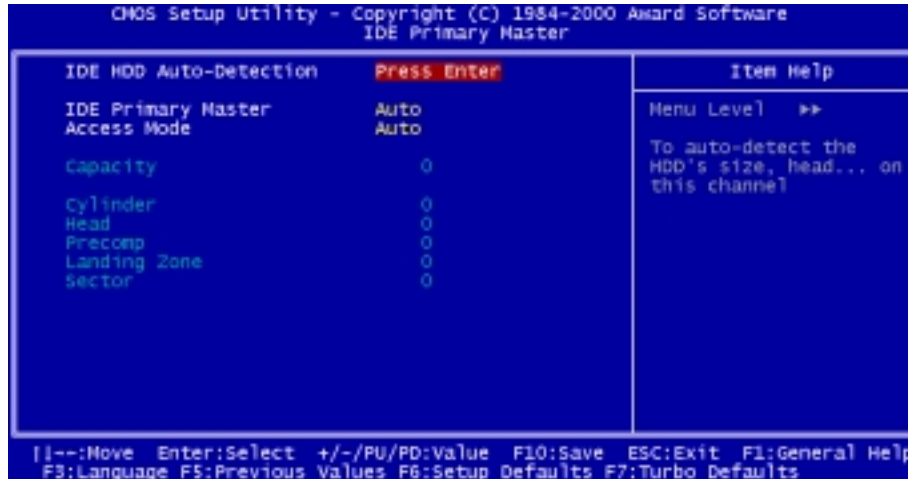 CMOS Setup Utility - Copyright (C) 1984-2000 Award Software
IDE Primary Master
IDE HDD Auto-Detection Press Enter
IDE Primary Master Auto
Access Mode Auto
Capacity 0
Cylinder 0
Head 0
Precomp 0
Landing Zone 0
Sector 0
Item Help
Menu Level ►►
To auto-detect the
HDD's size, head... on
this channel
↑↓←→:Move Enter:Select +/-/PU/PD:Value F10:Save ESC:Exit F1:General Help
F3:Language F5:Previous Values F6:Setup Defaults F7:Turbo Defaults